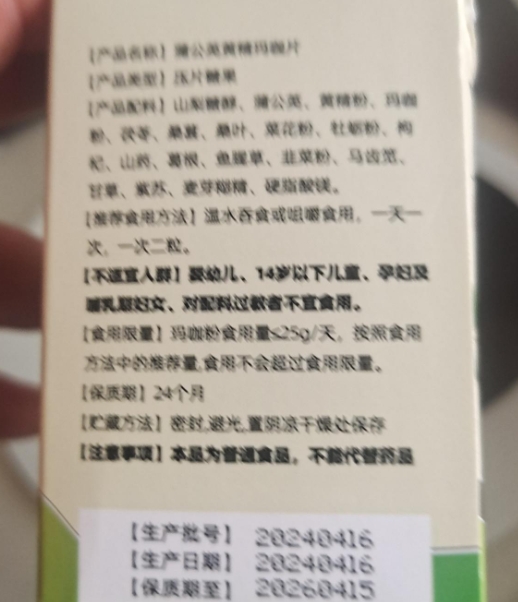 【产品名称】蒲公英黄精玛咖片
【产品类型】压片糖果
【产品配料】山梨糖醇、蒲公英、黄精粉、玛咖
粉、茯苓、桑葚、桑叶、菜花粉、牡蛎粉、枸
杞、山药、葛根、鱼腥草、韭菜粉、马齿苋、
甘草、紫苏、麦芽糊精、硬脂酸镁。
【推荐食用方法】温水吞食或咀嚼食用，一天一
次，一次二粒。
【不适宜人群】婴幼儿、14岁以下儿童、孕妇及
哺乳期妇女、对配料过敏者不宜食用。
【食用限量】玛咖粉食用量≤25g/天，按照食用
方法中的推荐量,食用不会超过食用限量。
【保质期】24个月
【贮藏方法】密封,避光,置阴凉干燥处保存
【注意事项】本品为普通食品，不能代替药品
【生产批号】 20240416
【生产日期】 20240416
【保质期至】 20260415